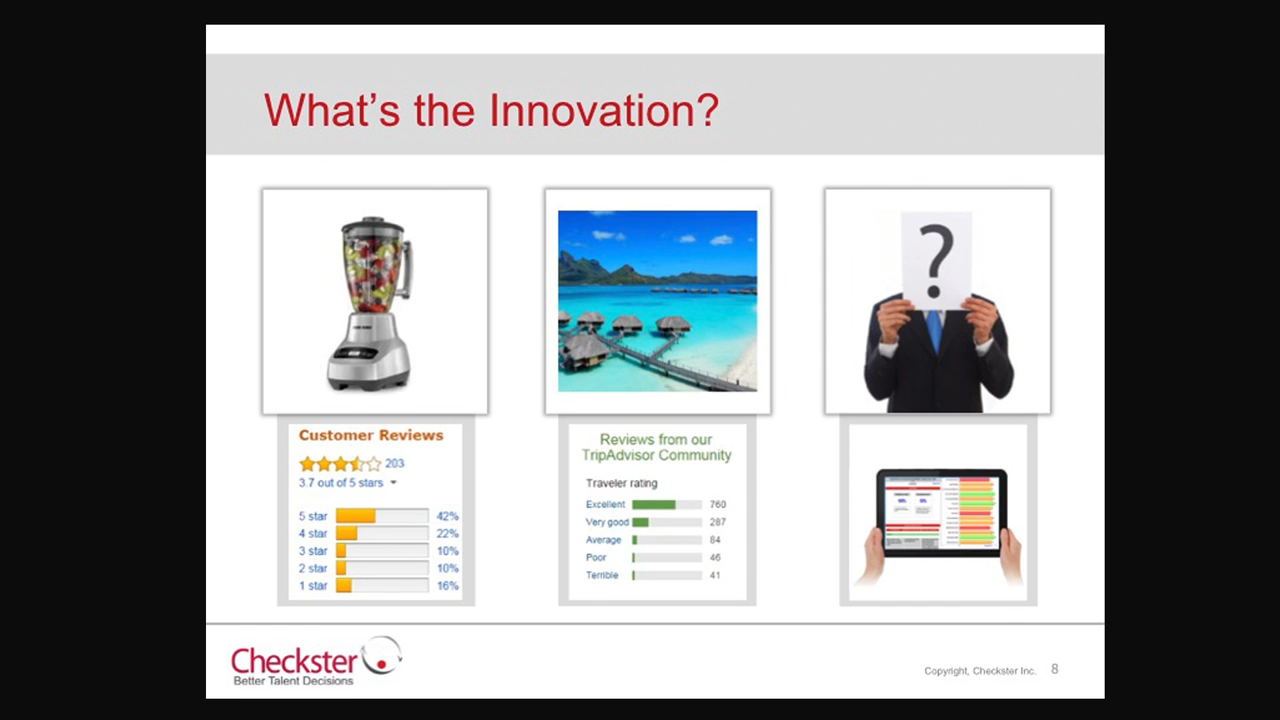 What's the Innovation?
?
Customer Reviews
203
3.7 out of 5 stars
5 star 42%
4 star 22%
3 star 10%
2 star 10%
1 star 16%
Reviews from our
TripAdvisor Community
Traveler rating
Excellent 760
Very good 287
Average 84
Poor 46
Terrible 41
Checkster
Better Talent Decisions
Copyright, Checkster Inc. 8